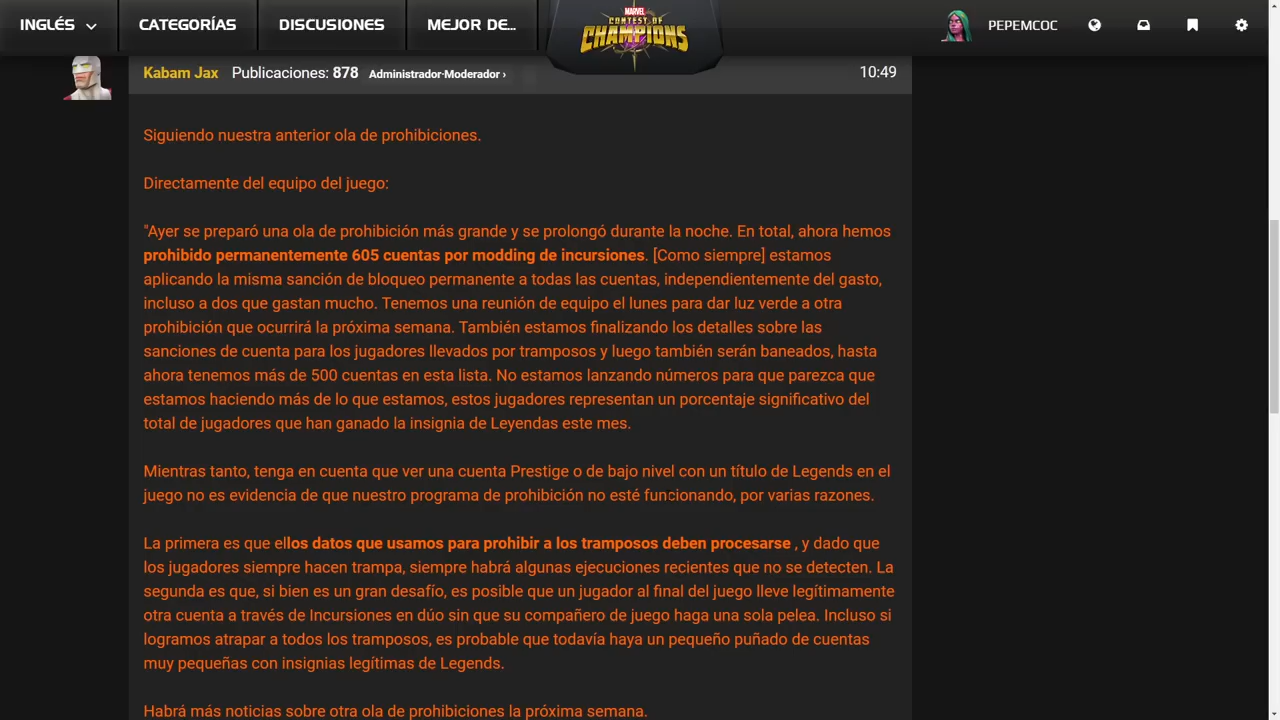 INGLÉS
CATEGORÍAS
DISCUSIONES
MEJOR DE...
MARVEL
CONTEST OF
CHAMPIONS
PEPEMCOC
Kabam Jax Publicaciones: 878 Administrador·Moderador › 10:49
Siguiendo nuestra anterior ola de prohibiciones.
Directamente del equipo del juego:
"Ayer se preparó una ola de prohibición más grande y se prolongó durante la noche. En total, ahora hemos
prohibido permanentemente 605 cuentas por modding de incursiones. [Como siempre] estamos
aplicando la misma sanción de bloqueo permanente a todas las cuentas, independientemente del gasto,
incluso a dos que gastan mucho. Tenemos una reunión de equipo el lunes para dar luz verde a otra
prohibición que ocurrirá la próxima semana. También estamos finalizando los detalles sobre las
sanciones de cuenta para los jugadores llevados por tramposos y luego también serán baneados, hasta
ahora tenemos más de 500 cuentas en esta lista. No estamos lanzando números para que parezca que
estamos haciendo más de lo que estamos, estos jugadores representan un porcentaje significativo del
total de jugadores que han ganado la insignia de Leyendas este mes.
Mientras tanto, tenga en cuenta que ver una cuenta Prestige o de bajo nivel con un título de Legends en el
juego no es evidencia de que nuestro programa de prohibición no esté funcionando, por varias razones.
La primera es que ellos datos que usamos para prohibir a los tramposos deben procesarse , y dado que
los jugadores siempre hacen trampa, siempre habrá algunas ejecuciones recientes que no se detecten. La
segunda es que, si bien es un gran desafío, es posible que un jugador al final del juego lleve legítimamente
otra cuenta a través de Incursiones en dúo sin que su compañero de juego haga una sola pelea. Incluso si
logramos atrapar a todos los tramposos, es probable que todavía haya un pequeño puñado de cuentas
muy pequeñas con insignias legítimas de Legends.
Habrá más noticias sobre otra ola de prohibiciones la próxima semana.